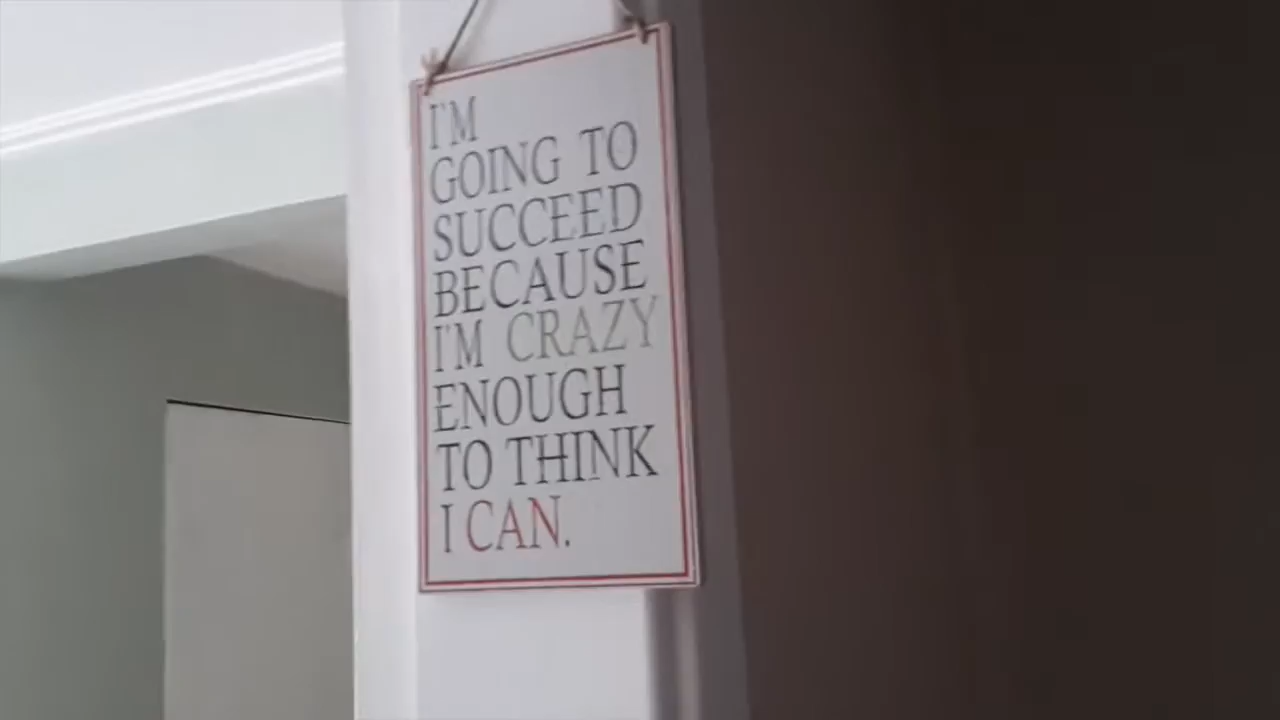 I'M
GOING TO
SUCCEED
BECAUSE
I'M CRAZY
ENOUGH
TO THINK
I CAN.